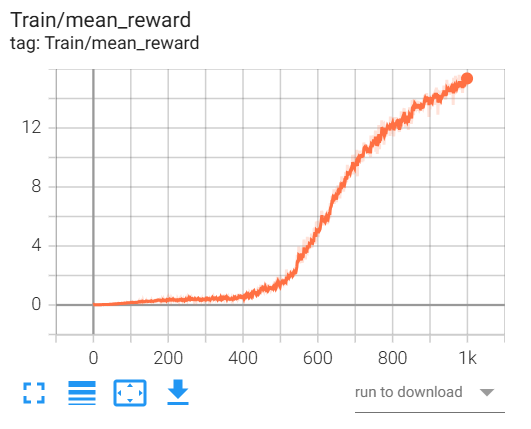 Train/mean_reward
tag: Train/mean_reward
12
8
4
0
0 200 400 600 800 1k
run to download